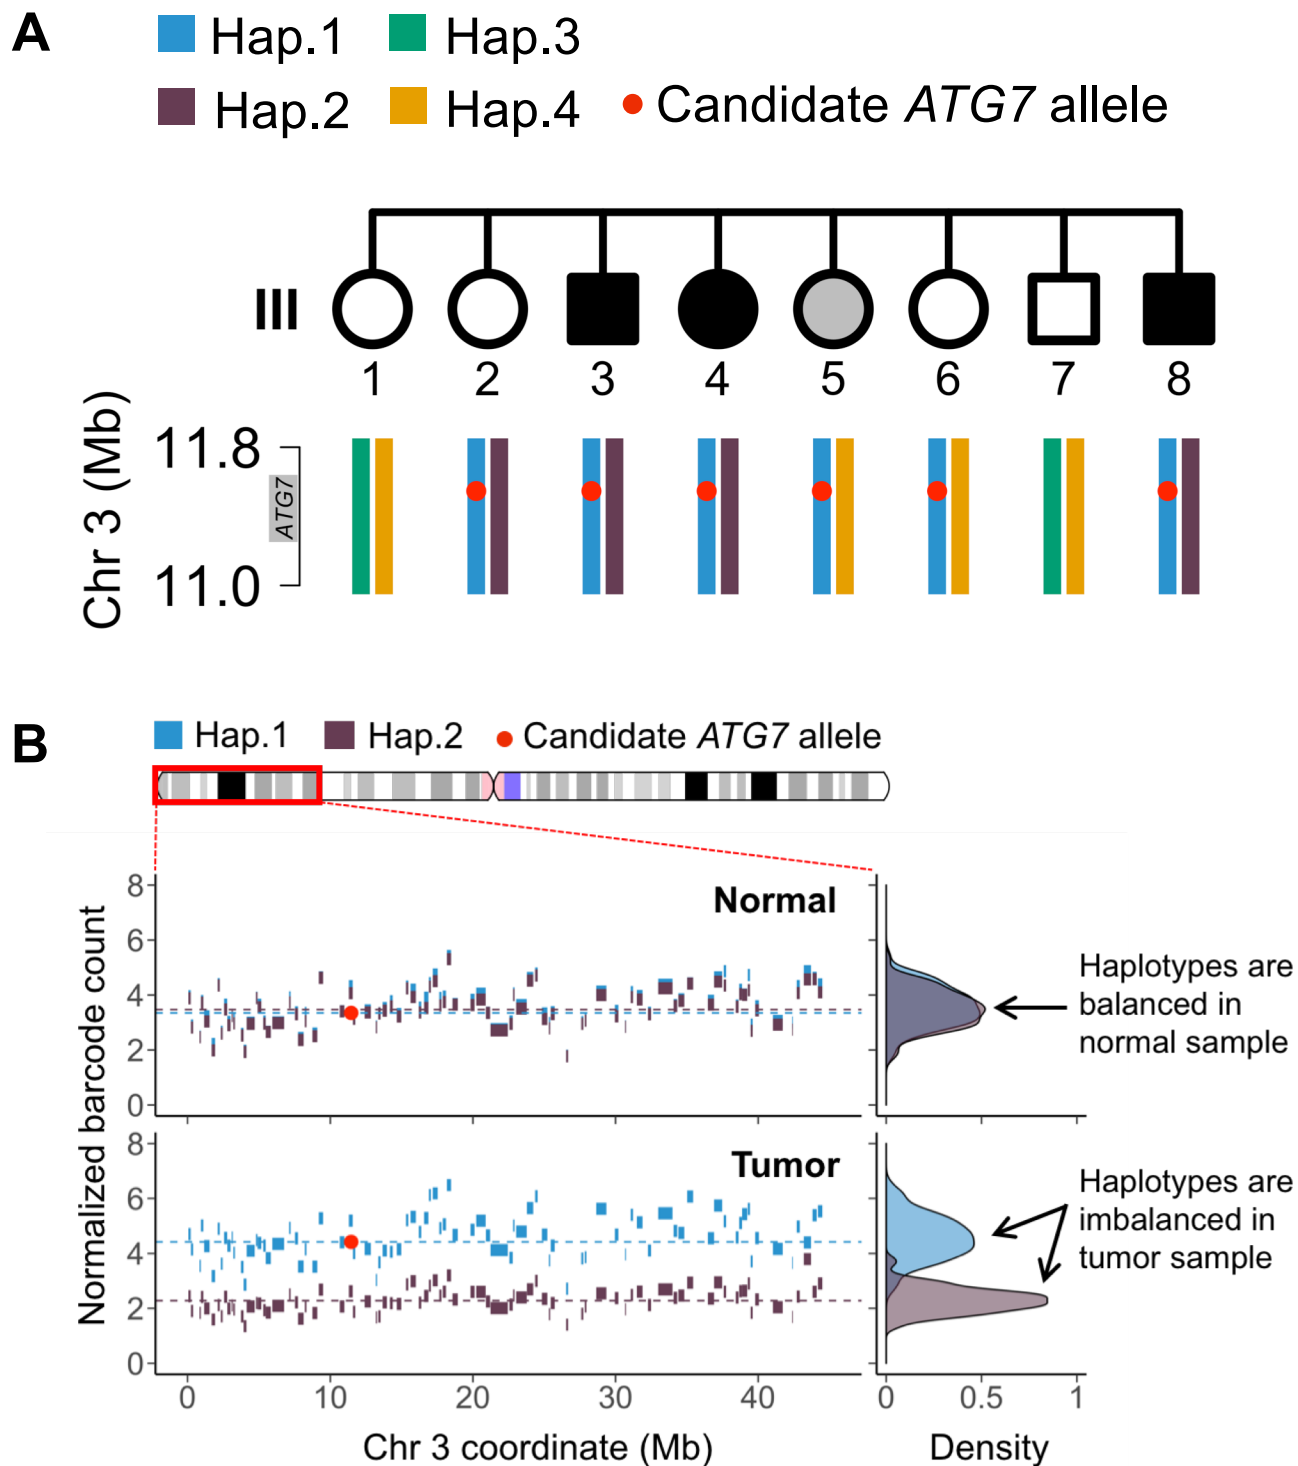 A
Hap.1 Hap.3
Hap.2 Hap.4 Candidate ATG7 allele
III
1 2 3 4 5 6 7 8
Chr 3 (Mb)
11.8
ATG7
11.0
B
Hap.1 Hap.2 Candidate ATG7 allele
Normalized barcode count
8
6
4
2
0
Normal
Haplotypes are
balanced in
normal sample
8
6
4
2
0
Tumor
Haplotypes are
imbalanced in
tumor sample
0 10 20 30 40
0 0.5 1
Chr 3 coordinate (Mb)
Density